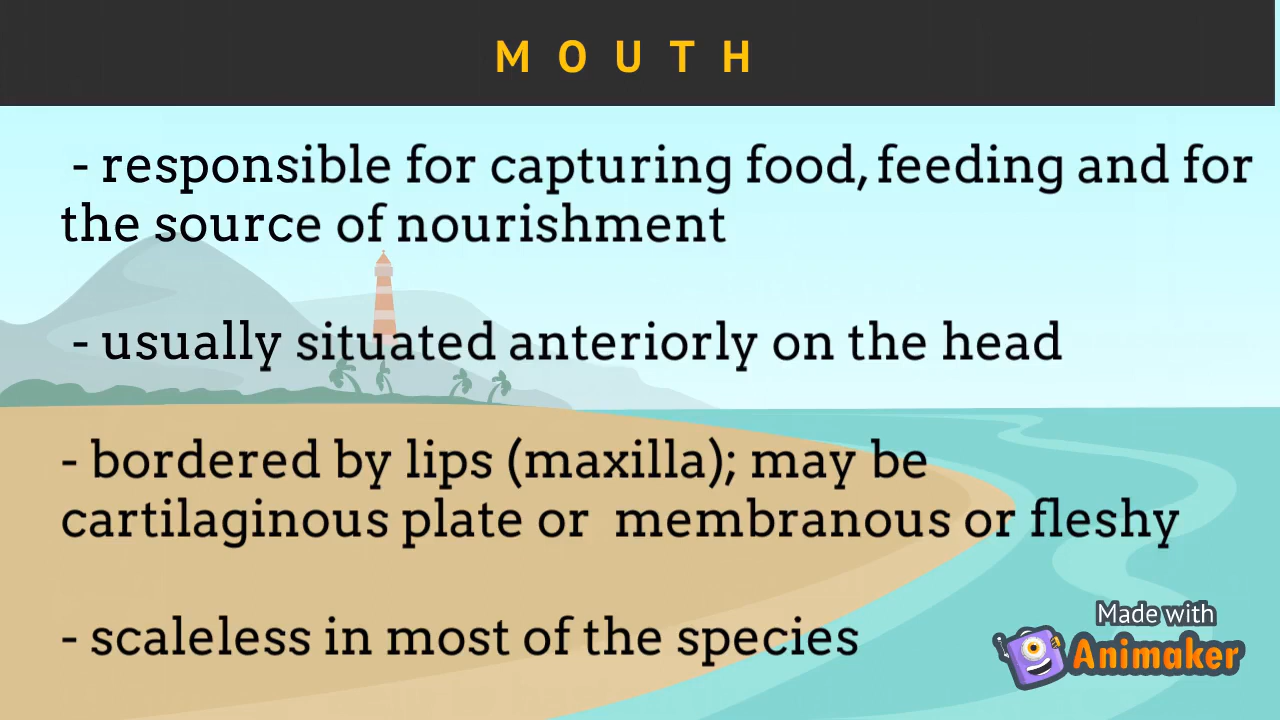 MOUTH
- responsible for capturing food, feeding and for
the source of nourishment
- usually situated anteriorly on the head
- bordered by lips (maxilla); may be
cartilaginous plate or membranous or fleshy
- scaleless in most of the species
Made with
Animaker